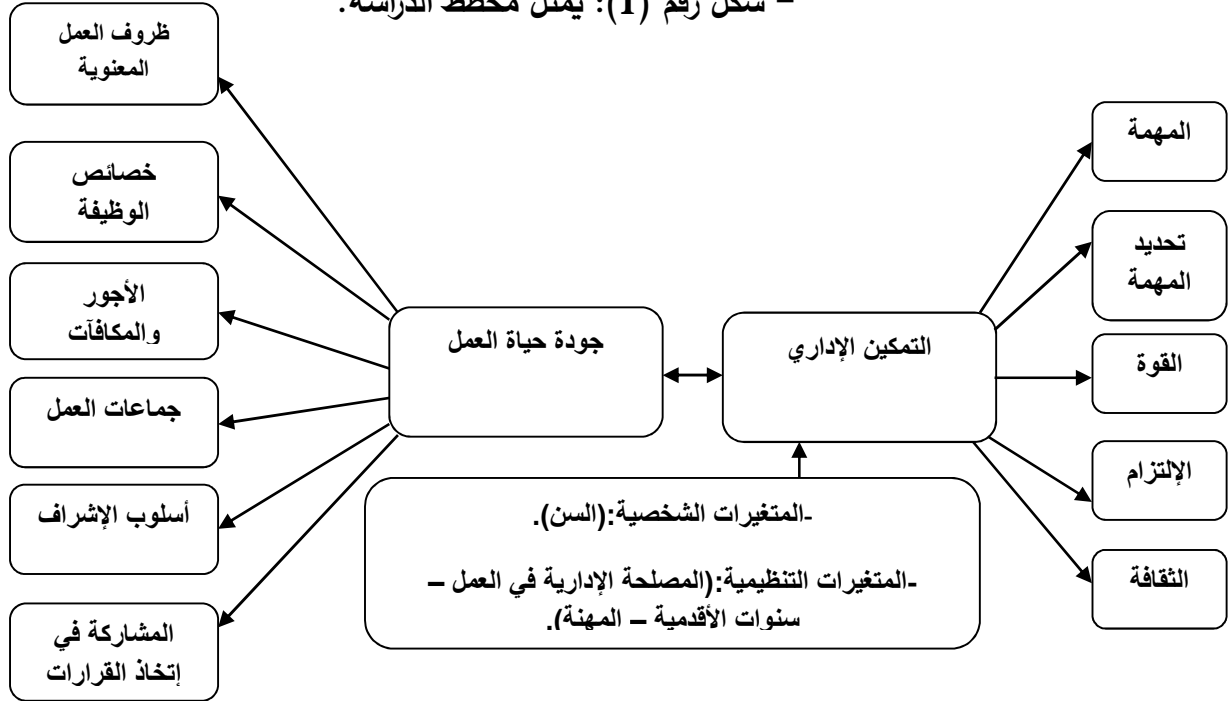 – شكل رقم (1): يمثل مخطط الدراسة.
ظروف العمل
المعنوية
خصائص
الوظيفة
الأجور
والمكافآت
جماعات العمل
أسلوب الإشراف
المشاركة في
إتخاذ القرارات
جودة حياة العمل
التمكين الإداري
المهمة
تحديد
المهمة
القوة
الإلتزام
الثقافة
-المتغيرات الشخصية:(السن).
-المتغيرات التنظيمية:(المصلحة الإدارية في العمل –
سنوات الأقدمية – المهنة).